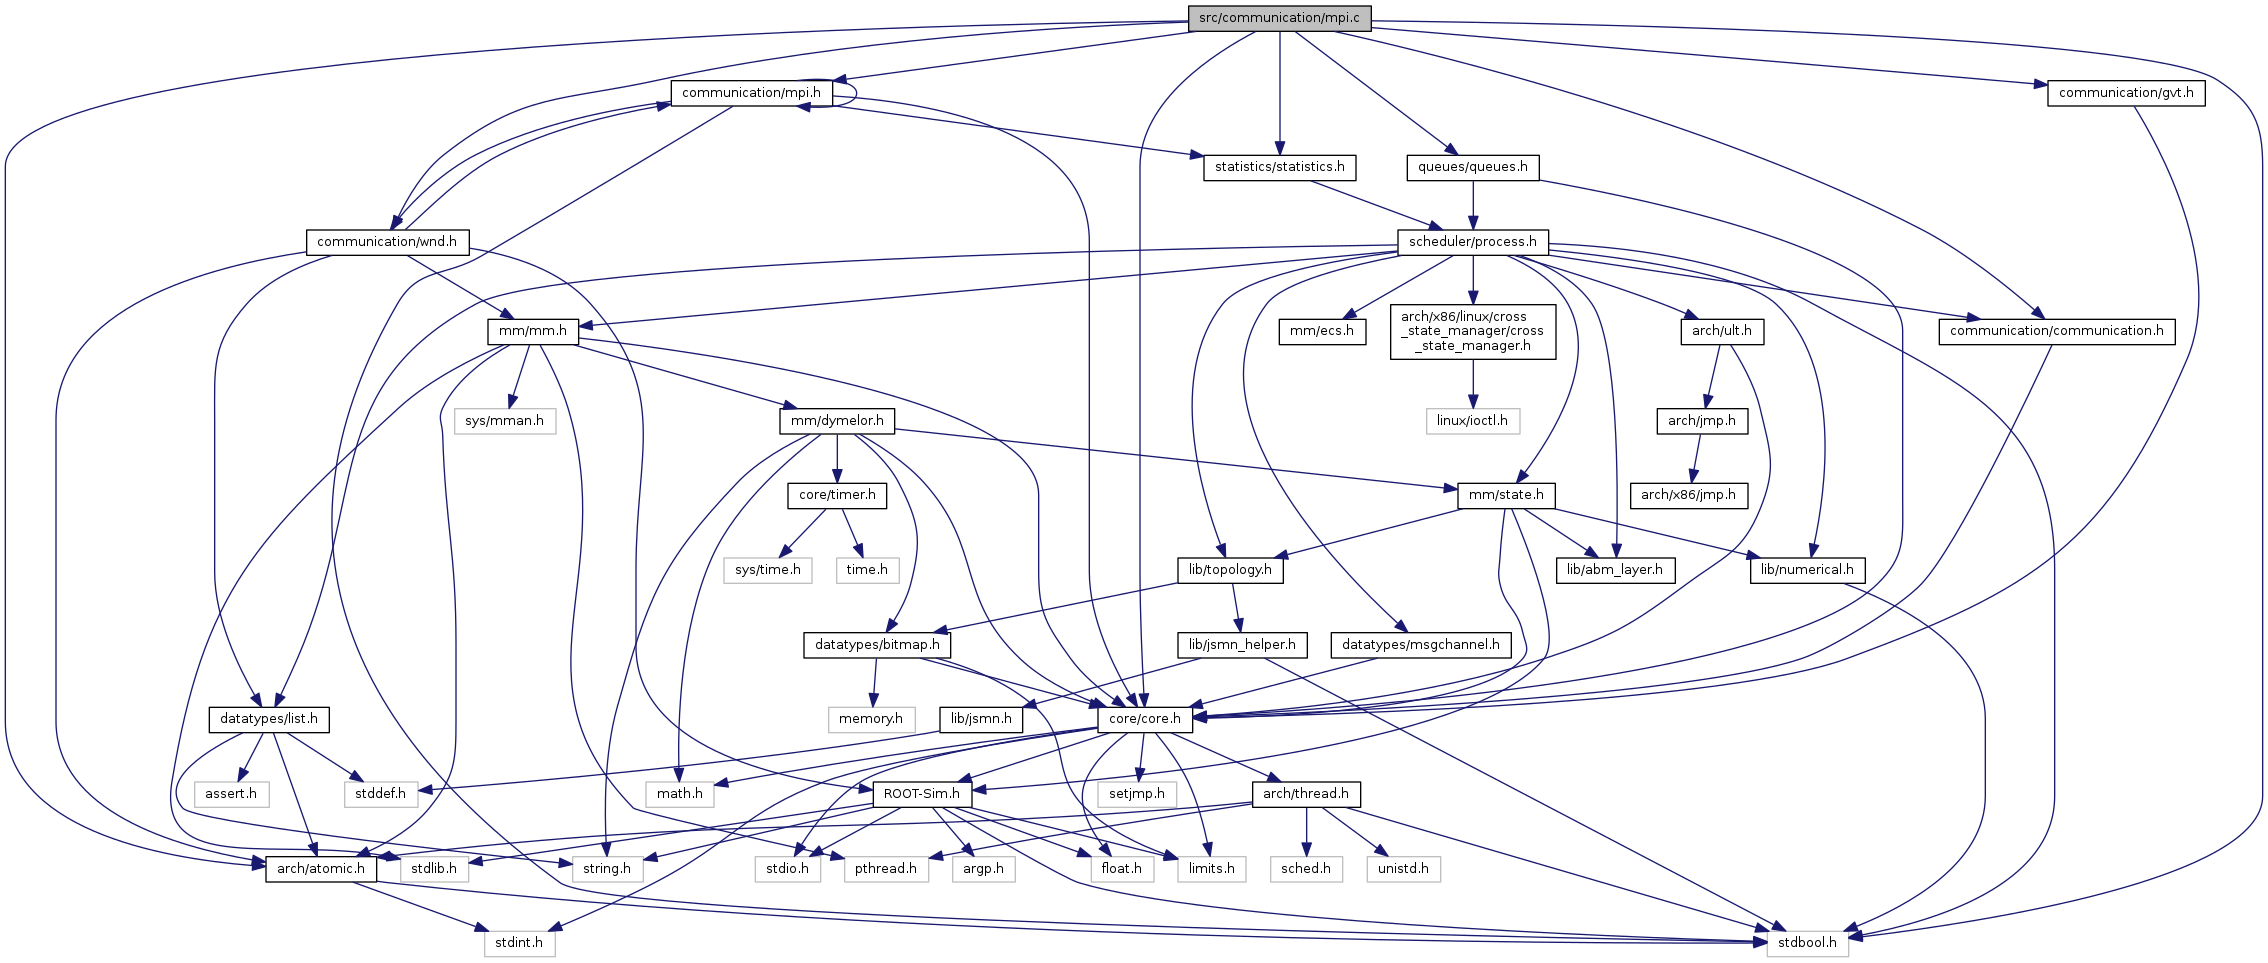 src/communication/mpi.c
communication/mpi.h
communication/gvt.h
statistics/statistics.h
queues/queues.h
communication/wnd.h
scheduler/process.h
mm/mm.h
mm/ecs.h
arch/x86/linux/cross
_state_manager/cross
_state_manager.h
arch/ult.h
communication/communication.h
sys/mman.h
mm/dymelor.h
linux/ioctl.h
arch/jmp.h
core/timer.h
mm/state.h
arch/x86/jmp.h
sys/time.h
time.h
lib/topology.h
lib/abm_layer.h
lib/numerical.h
datatypes/bitmap.h
lib/jsmn_helper.h
datatypes/msgchannel.h
datatypes/list.h
memory.h
lib/jsmn.h
core/core.h
assert.h
stddef.h
math.h
ROOT-Sim.h
setjmp.h
arch/thread.h
arch/atomic.h
stdlib.h
string.h
stdio.h
pthread.h
argp.h
float.h
limits.h
sched.h
unistd.h
stdint.h
stdbool.h